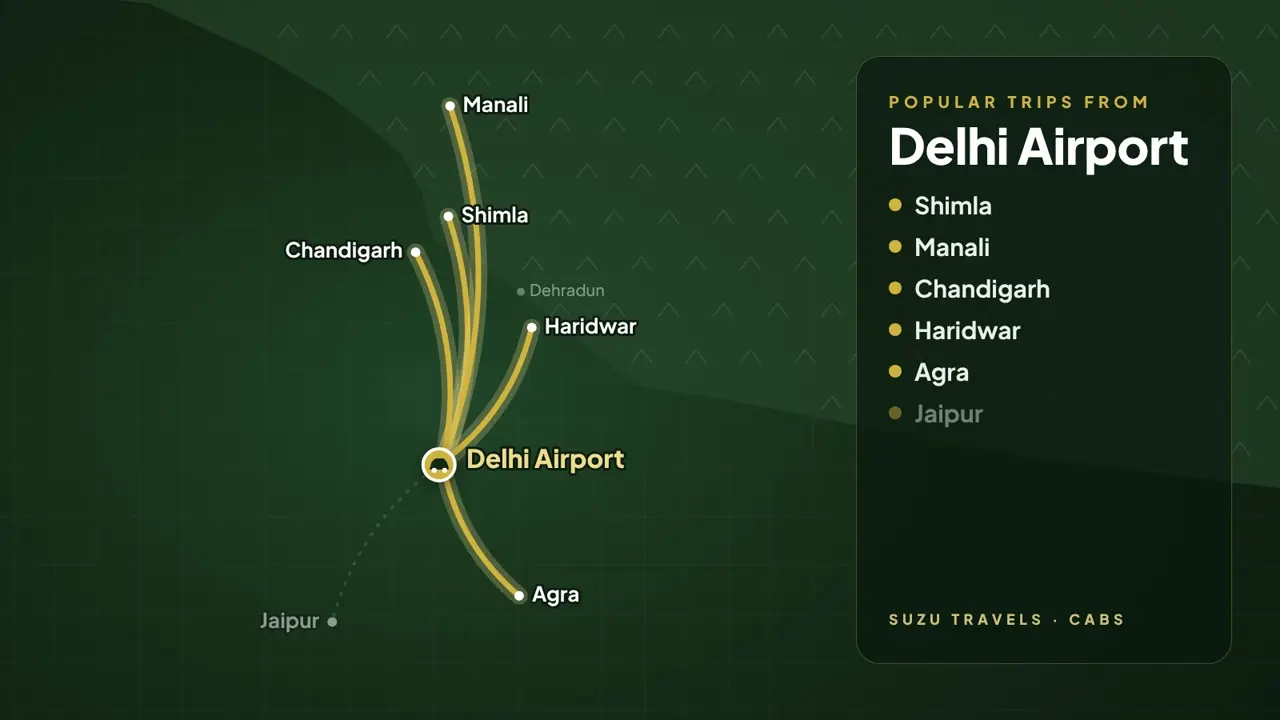 Manali
Shimla
Chandigarh
Dehradun
Haridwar
Delhi Airport
Agra
Jaipur
POPULAR TRIPS FROM
Delhi Airport
Shimla
Manali
Chandigarh
Haridwar
Agra
Jaipur
SUZU TRAVELS · CABS